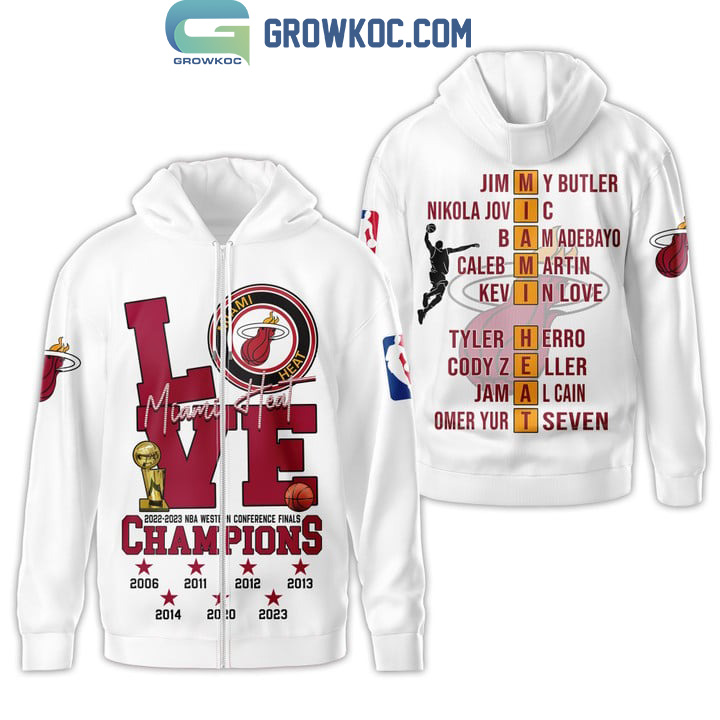 GROWKOC
GROWKOC.COM
LOVE
MIAMI
HEAT
Miami Heat
2022-2023 NBA WESTERN CONFERENCE FINALS
CHAMPIONS
2006 2011 2012 2013
2014 2020 2023
JIMMY BUTLER
NIKOLA JOVIC
BAM ADEBAYO
CALEB MARTIN
KEVIN LOVE
TYLER HERRO
CODY ZELLER
JAMAL CAIN
OMER YURTSEVEN